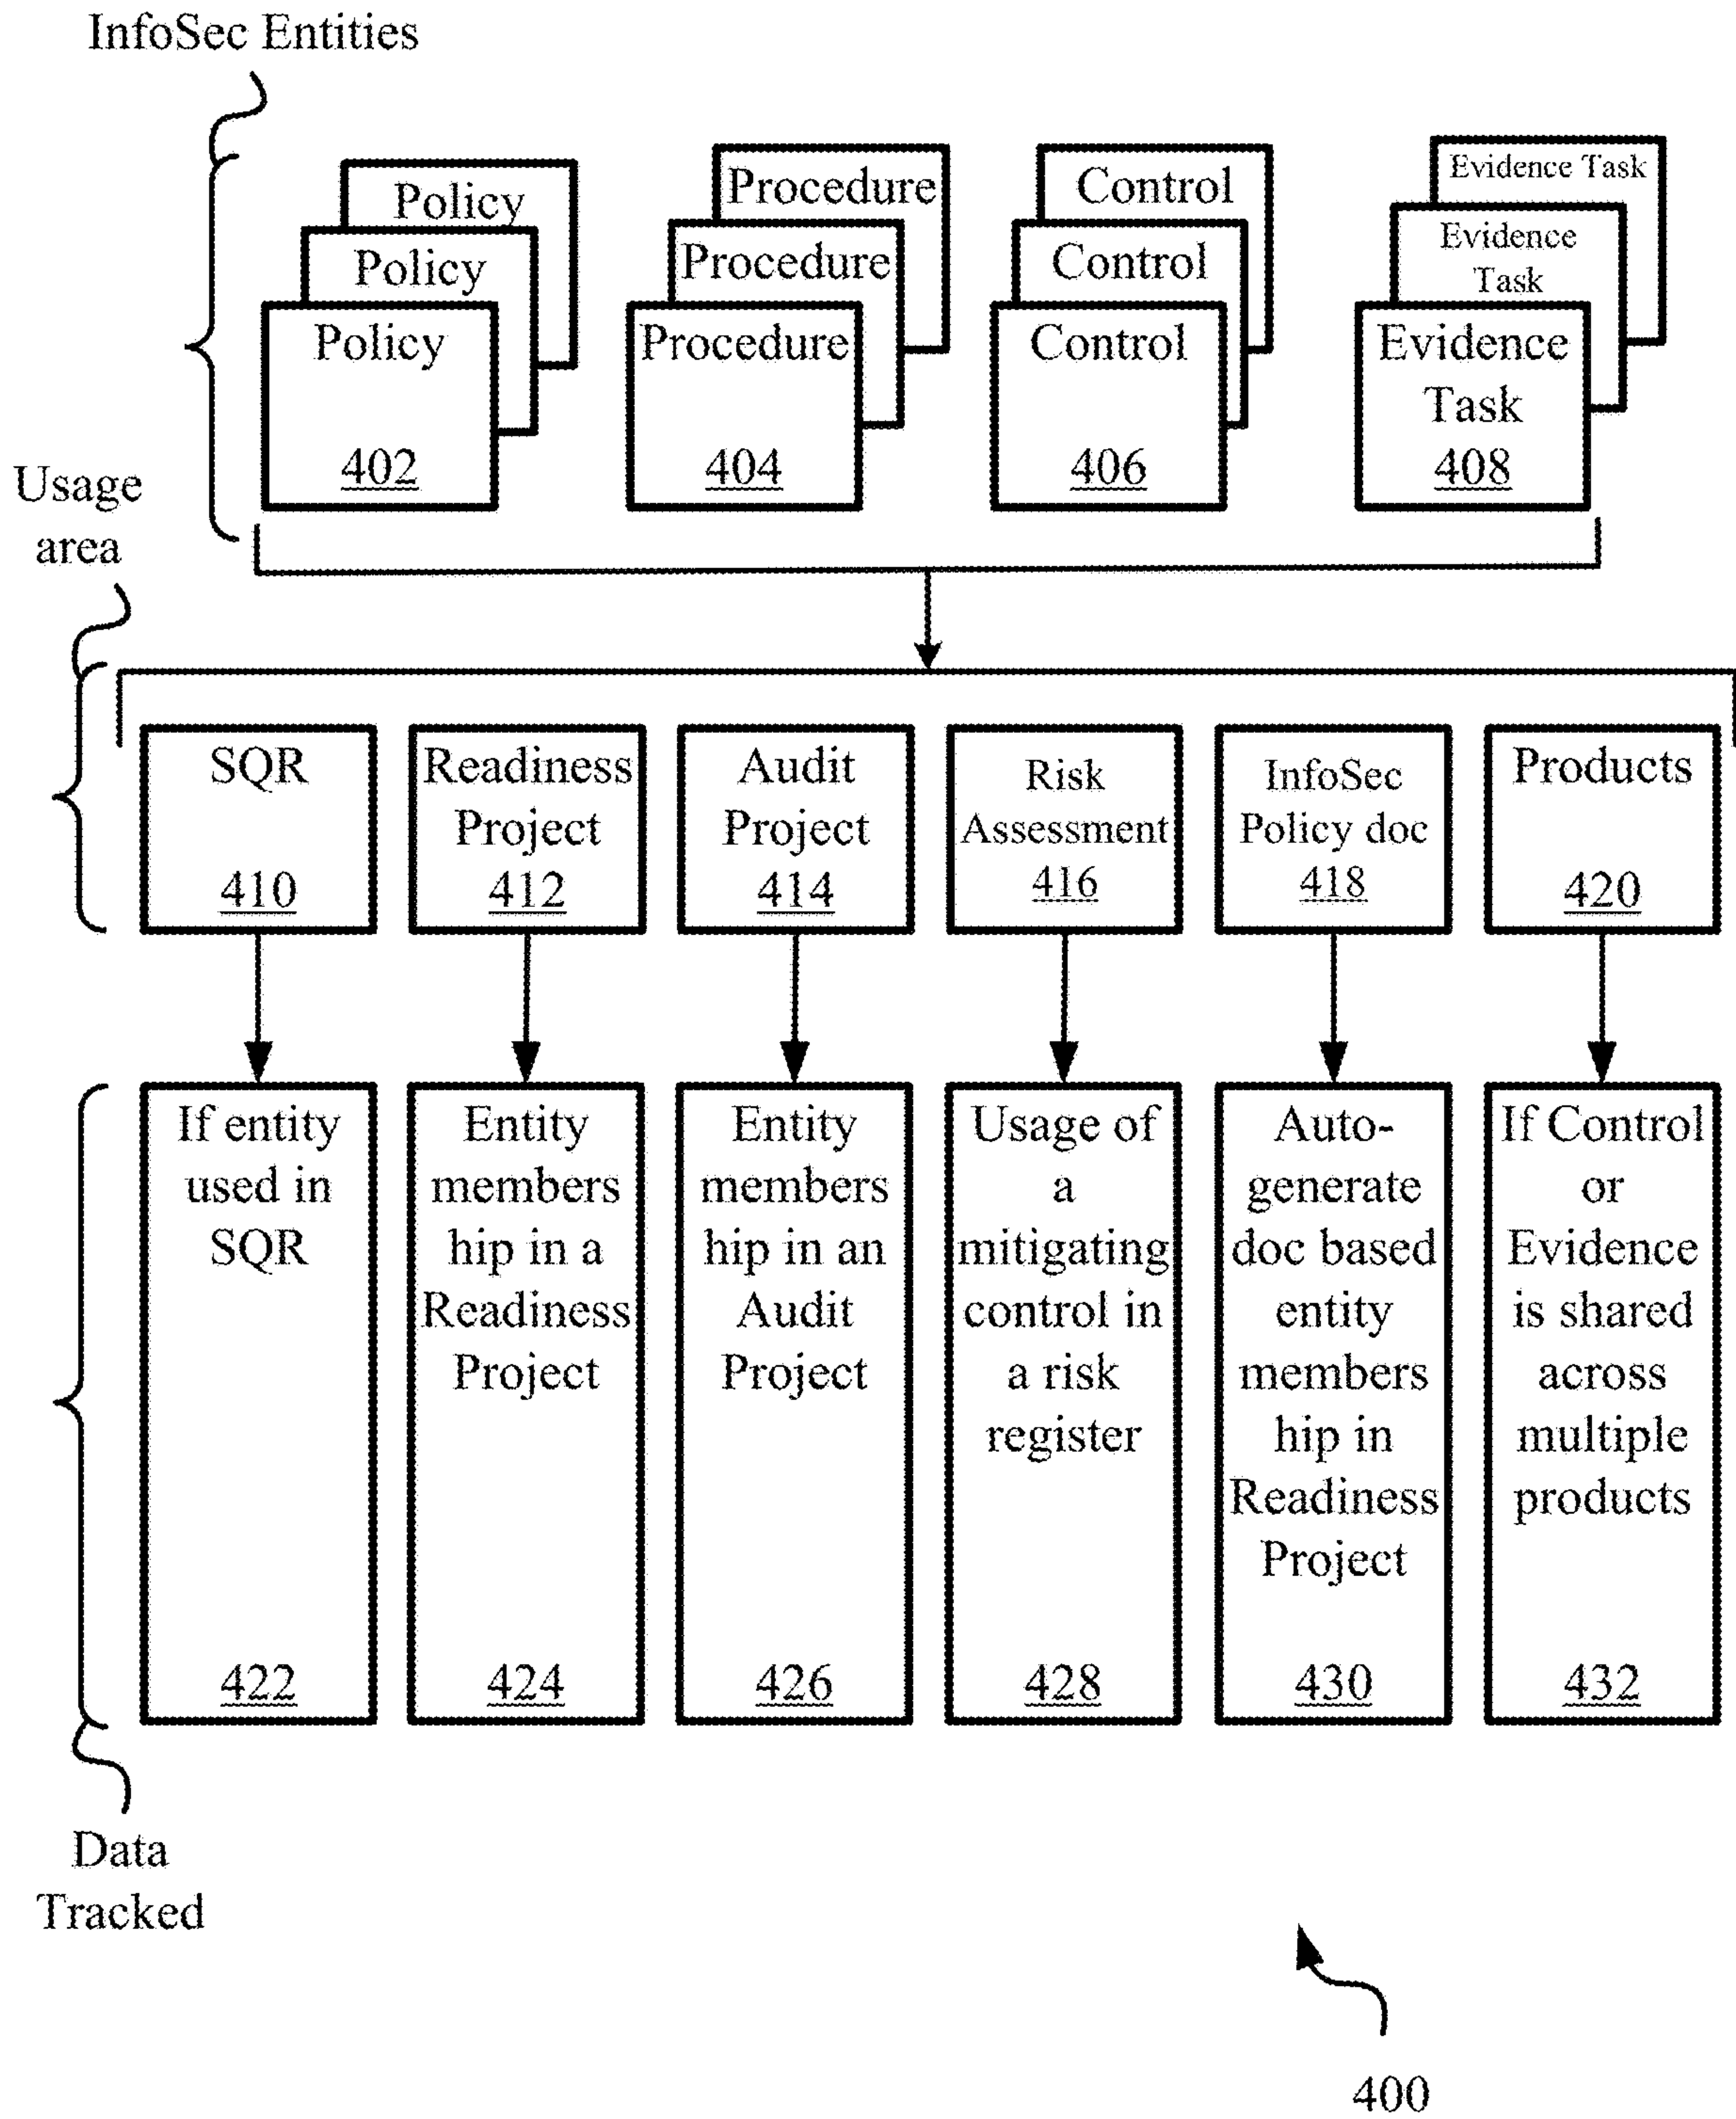 InfoSec Entities
Policy
Policy
Policy
402
Procedure
Procedure
Procedure
404
Control
Control
Control
406
Evidence Task
Evidence
Task
Evidence
Task
408
Usage
area
SQR
410
Readiness
Project
412
Audit
Project
414
Risk
Assessment
416
InfoSec
Policy doc
418
Products
420
If entity
used in
SQR
422
Entity
members
hip in a
Readiness
Project
424
Entity
members
hip in an
Audit
Project
426
Usage of
a
mitigating
control in
a risk
register
428
Auto-
generate
doc based
entity
members
hip in
Readiness
Project
430
If Control
or
Evidence
is shared
across
multiple
products
432
Data
Tracked
400